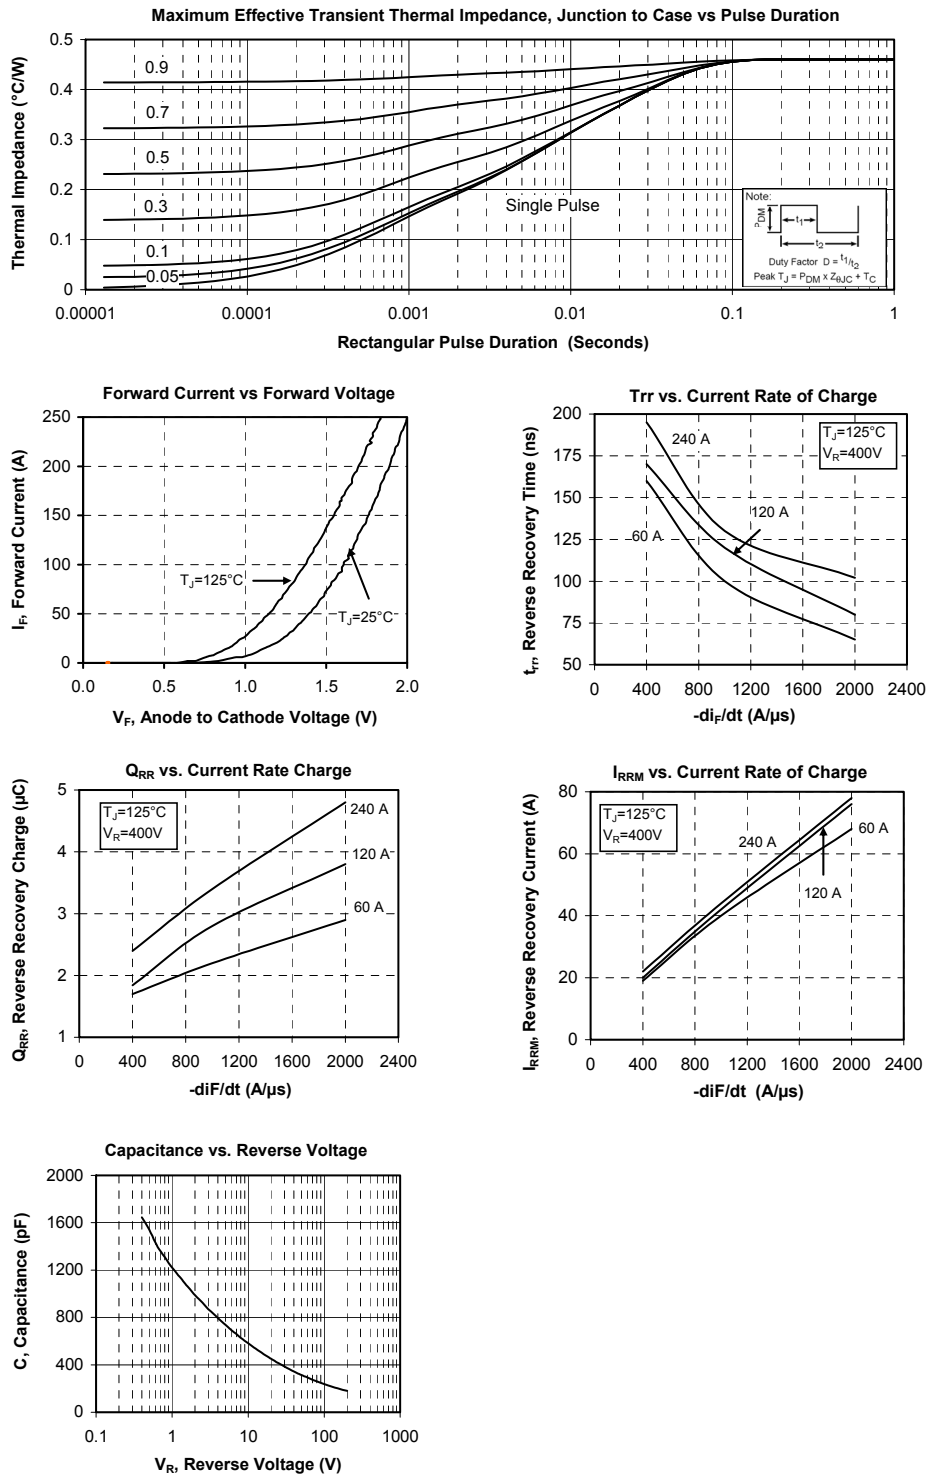 Maximum Effective Transient Thermal Impedance, Junction to Case vs Pulse Duration
Thermal Impedance (°C/W)
0.5
0.4
0.3
0.2
0.1
0
0.9
0.7
0.5
0.3
0.1
0.05
Single Pulse
Note:
PDM
t1
t2
Duty Factor D = t1/t2
Peak TJ = PDM x ZθJC + TC
0.00001
0.0001
0.001
0.01
0.1
1
Rectangular Pulse Duration (Seconds)
Forward Current vs Forward Voltage
IF, Forward Current (A)
250
200
150
100
50
0
TJ=125°C
TJ=25°C
0.0
0.5
1.0
1.5
2.0
VF, Anode to Cathode Voltage (V)
Trr vs. Current Rate of Charge
trr, Reverse Recovery Time (ns)
200
175
150
125
100
75
50
240 A
TJ=125°C
VR=400V
120 A
60 A
0
400
800
1200
1600
2000
2400
-diF/dt (A/µs)
QRR vs. Current Rate Charge
QRR, Reverse Recovery Charge (µC)
5
4
3
2
1
TJ=125°C
VR=400V
240 A
120 A
60 A
0
400
800
1200
1600
2000
2400
-diF/dt (A/µs)
IRRM vs. Current Rate of Charge
IRRM, Reverse Recovery Current (A)
80
60
40
20
0
TJ=125°C
VR=400V
240 A
60 A
120 A
0
400
800
1200
1600
2000
2400
-diF/dt (A/µs)
Capacitance vs. Reverse Voltage
C, Capacitance (pF)
2000
1600
1200
800
400
0
0.1
1
10
100
1000
VR, Reverse Voltage (V)